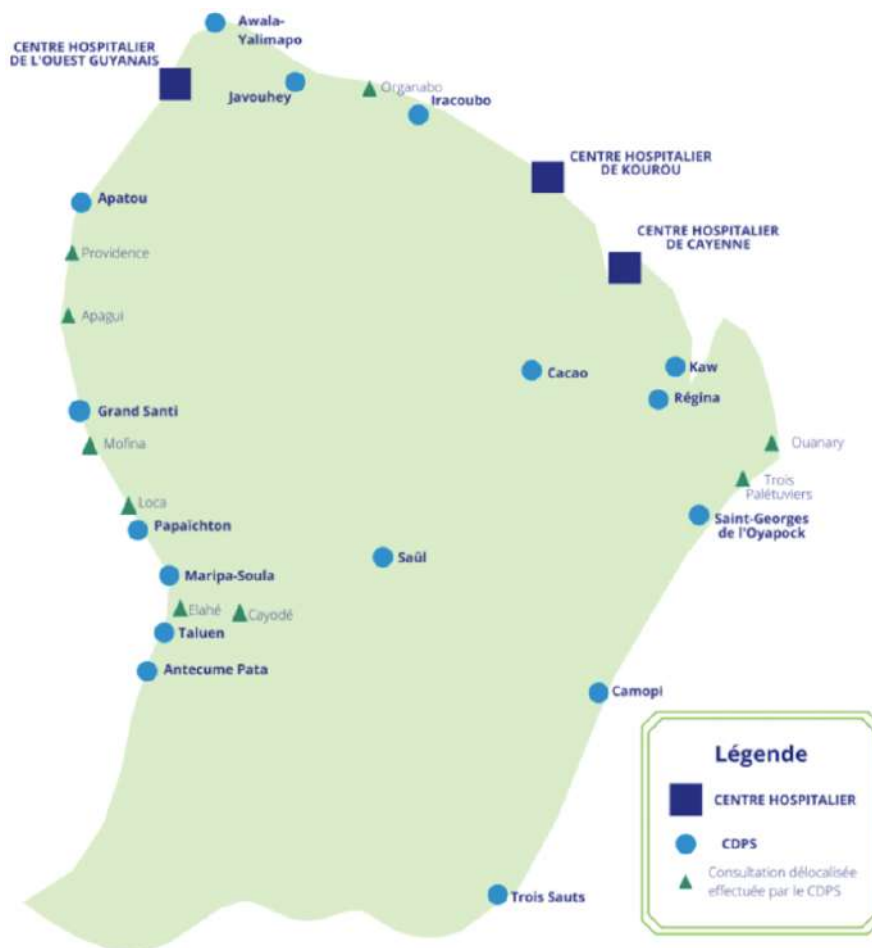 Awala-
Yalimapo
CENTRE HOSPITALIER
DE L'OUEST GUYANAIS
Javouhey
Organabo
Iracoubo
CENTRE HOSPITALIER
DE KOUROU
Apatou
CENTRE HOSPITALIER
DE CAYENNE
Providence
Apagui
Cacao
Kaw
Régina
Grand Santi
Mofina
Ouanary
Trois
Palétuviers
Loca
Papaïchton
Saint-Georges
de l'Oyapock
Saül
Maripa-Soula
Elahé
Cayodé
Taluen
Antecume Pata
Camopi
Légende
CENTRE HOSPITALIER
CDPS
Consultation délocalisée
effectuée par le CDPS
Trois Sauts